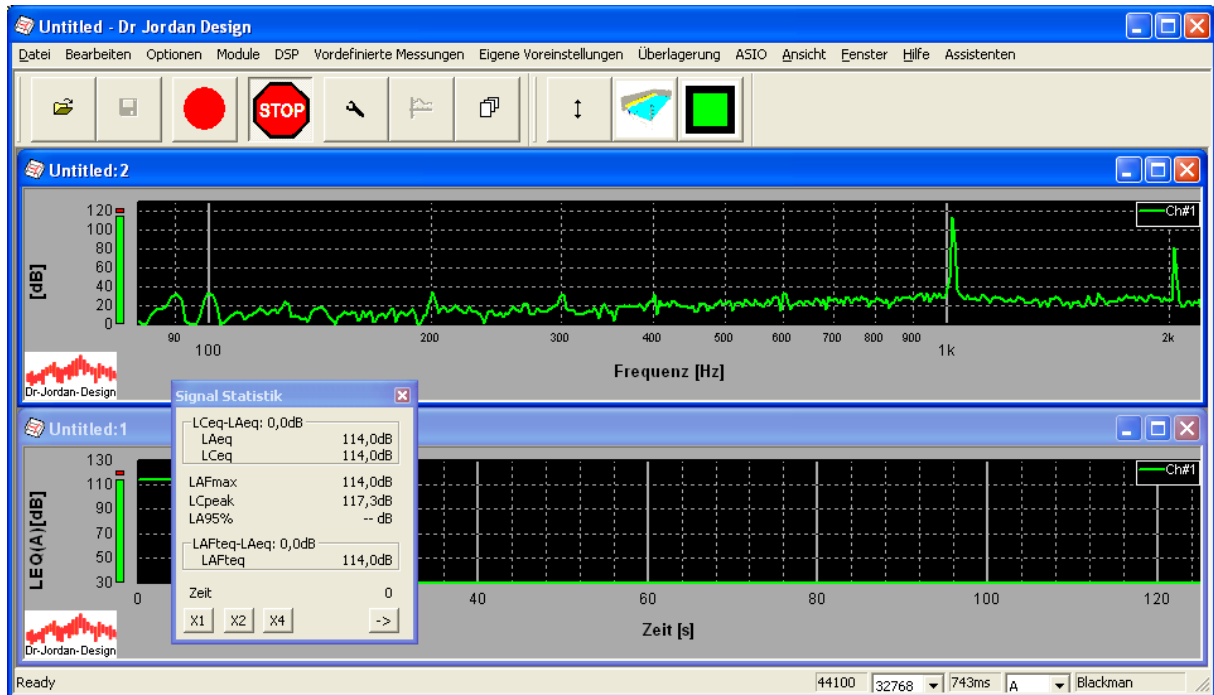 Untitled - Dr Jordan Design
Datei Bearbeiten Optionen Module DSP Vordefinierte Messungen Eigene Voreinstellungen Überlagerung ASIO Ansicht Fenster Hilfe Assistenten
STOP
Untitled:2
120
100
80
60
40
20
0
[dB]
Ch#1
90 200 300 400 500 600 700 800 900 2k
100 1k
Frequenz [Hz]
Dr-Jordan-Design
Signal Statistik
LCeq-LAeq: 0,0dB
LAeq 114,0dB
LCeq 114,0dB
LAFmax 114,0dB
LCpeak 117,3dB
LA95% -- dB
LAFteq-LAeq: 0,0dB
LAFteq 114,0dB
Zeit 0
X1 X2 X4 ->
Untitled:1
130
110
90
70
50
30
LEQ(A)[dB]
Ch#1
0 40 60 80 100 120
Zeit [s]
Dr-Jordan-Design
Ready 44100 32768 743ms A Blackman